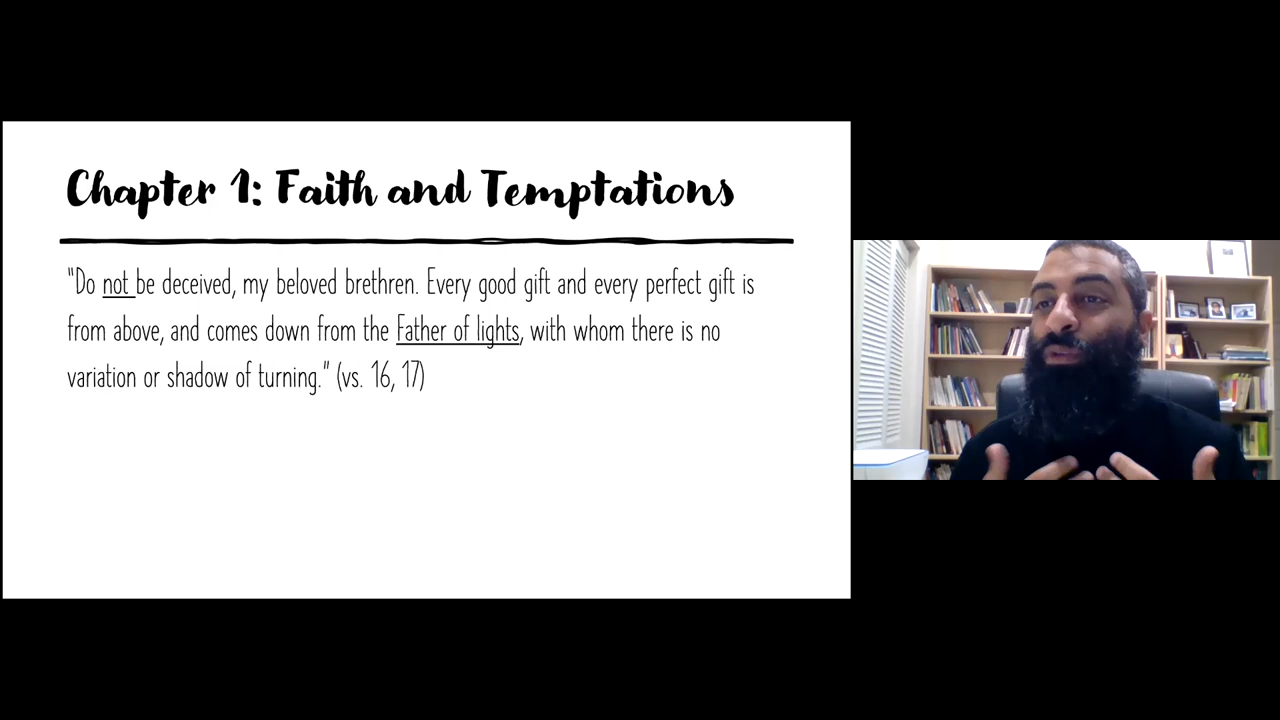 Chapter 1: Faith and Temptations
"Do not be deceived, my beloved brethren. Every good gift and every perfect gift is
from above, and comes down from the Father of lights, with whom there is no
variation or shadow of turning." (vs. 16, 17)